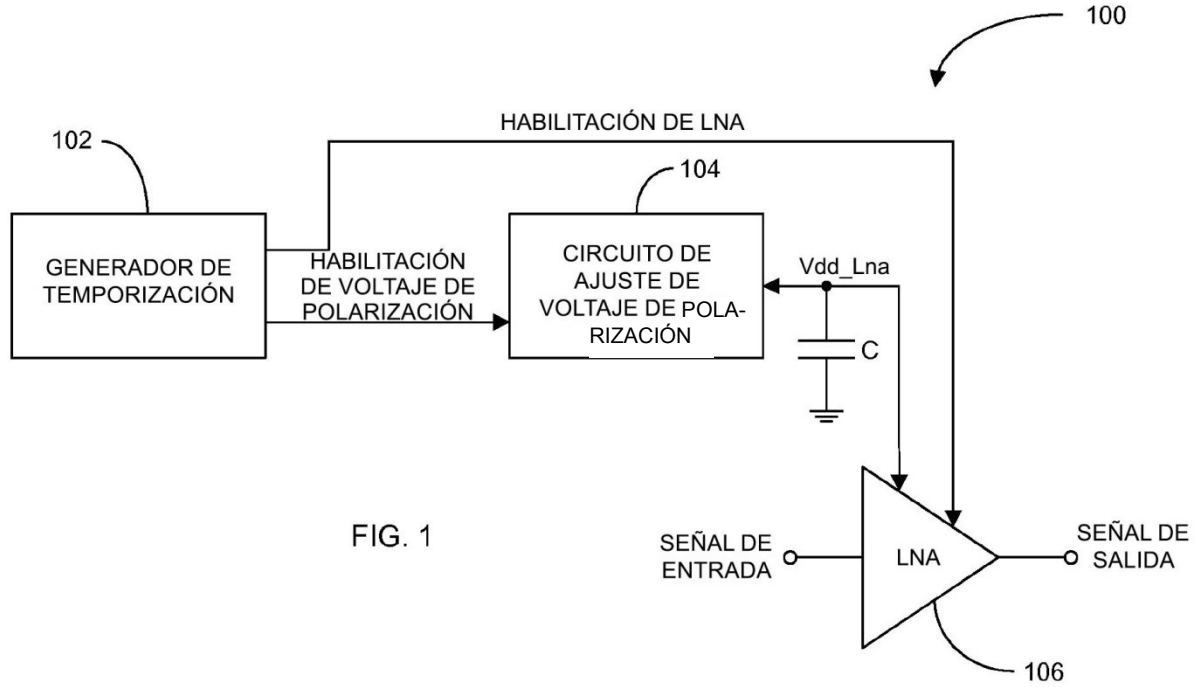 100
HABILITACIÓN DE LNA
102
104
GENERADOR DE
TEMPORIZACIÓN
HABILITACIÓN
DE VOLTAJE DE
POLARIZACIÓN
CIRCUITO DE
AJUSTE DE
VOLTAJE DE POLA-
RIZACIÓN
Vdd_Lna
C
FIG. 1
SEÑAL DE
ENTRADA
LNA
SEÑAL DE
SALIDA
106